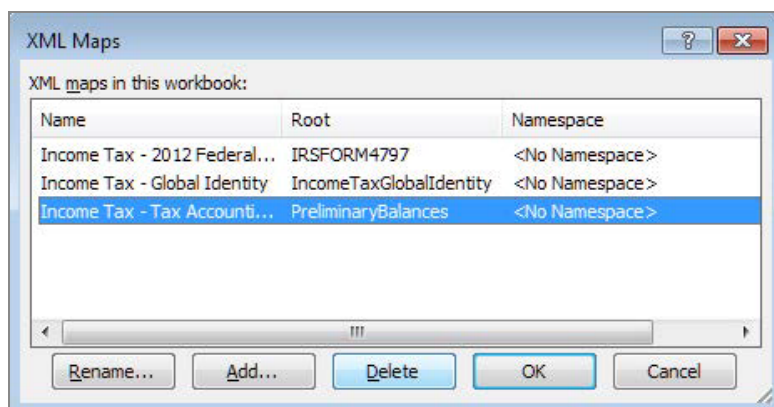 XML Maps
XML maps in this workbook:
Name Root Namespace
Income Tax - 2012 Federal... IRSFORM4797 <No Namespace>
Income Tax - Global Identity IncomeTaxGlobalIdentity <No Namespace>
Income Tax - Tax Accounti... PreliminaryBalances <No Namespace>
Rename... Add... Delete OK Cancel